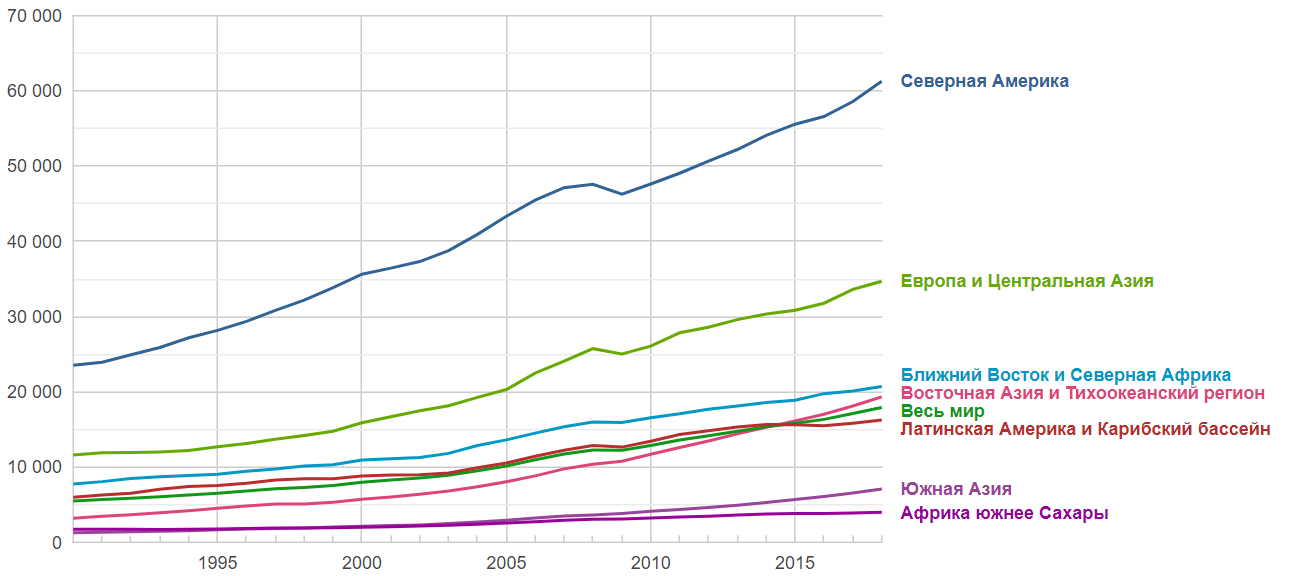 70 000
60 000
50 000
40 000
30 000
20 000
10 000
0
1995 2000 2005 2010 2015
Северная Америка
Европа и Центральная Азия
Ближний Восток и Северная Африка
Восточная Азия и Тихоокеанский регион
Весь мир
Латинская Америка и Карибский бассейн
Южная Азия
Африка южнее Сахары